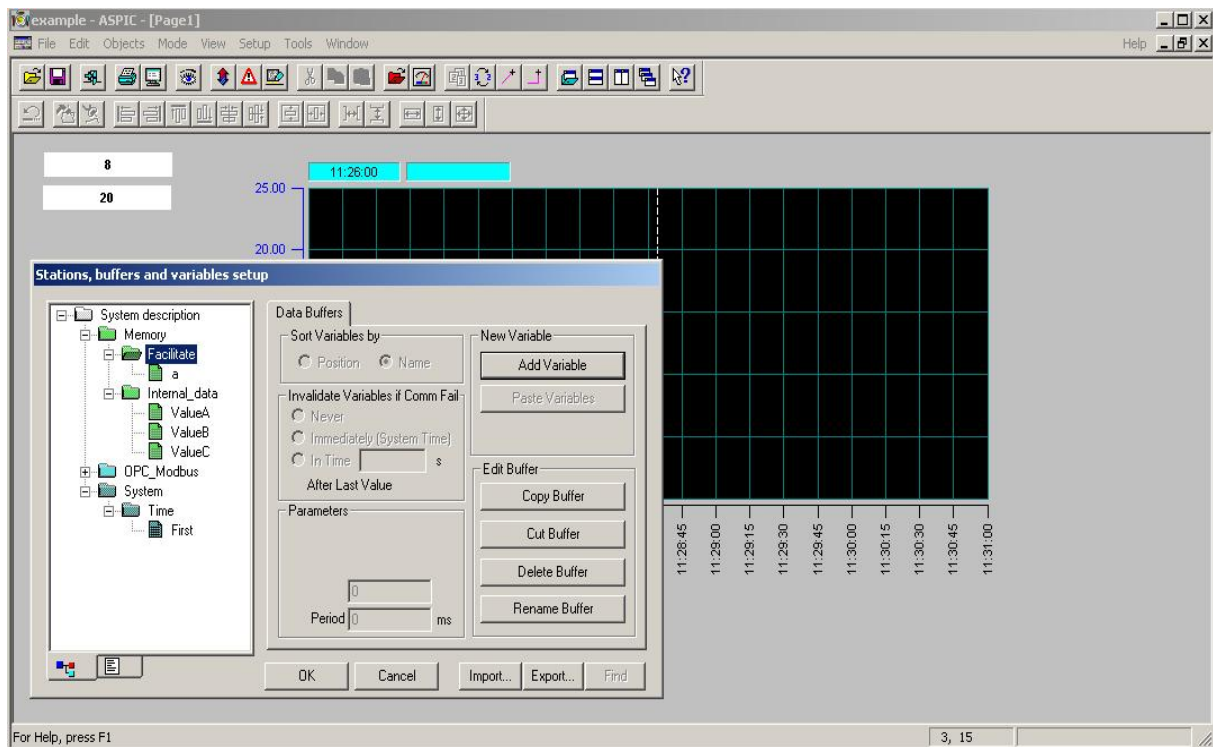 example - ASPIC - [Page1]
File Edit Objects Mode View Setup Tools Window Help
8
20
11:26:00
25.00
20.00
Stations, buffers and variables setup
System description
Memory
Facilitate
a
Internal_data
ValueA
ValueB
ValueC
OPC_Modbus
System
Time
First
Data Buffers
Sort Variables by
Position Name
Invalidate Variables if Comm Fail
Never
Immediately (System Time)
In Time s
After Last Value
Parameters
0
Period 0 ms
New Variable
Add Variable
Paste Variables
Edit Buffer
Copy Buffer
Cut Buffer
Delete Buffer
Rename Buffer
OK Cancel Import... Export... Find
11:28:45
11:29:00
11:29:15
11:29:30
11:29:45
11:30:00
11:30:15
11:30:30
11:30:45
11:31:00
For Help, press F1
3, 15